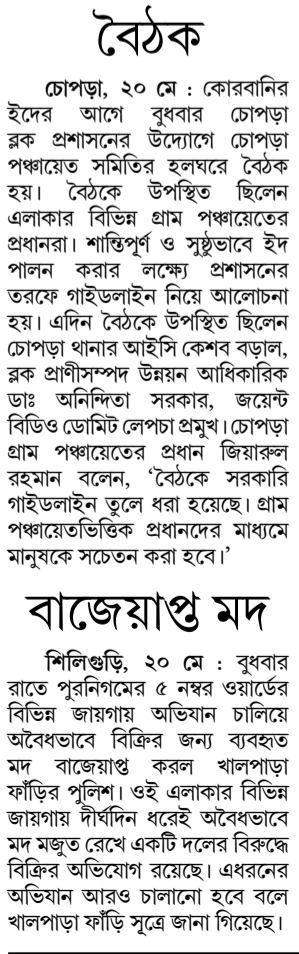 বৈঠক
চোপড়া, ২০ মে : কোরবানির
ইদের আগে বুধবার চোপড়া
ব্লক প্রশাসনের উদ্যোগে চোপড়া
পঞ্চায়েত সমিতির হলঘরে বৈঠক
হয়। বৈঠকে উপস্থিত ছিলেন
এলাকার বিভিন্ন গ্রাম পঞ্চায়েতের
প্রধানরা। শান্তিপূর্ণ ও সুষ্ঠুভাবে ইদ
পালন করার লক্ষ্যে প্রশাসনের
তরফে গাইডলাইন নিয়ে আলোচনা
হয়। এদিন বৈঠকে উপস্থিত ছিলেন
চোপড়া থানার আইসি কেশব বড়াল,
ব্লক প্রাণীসম্পদ উন্নয়ন আধিকারিক
ডাঃ অনিন্দিতা সরকার, জয়েন্ট
বিডিও ডোমিট লেপচা প্রমুখ। চোপড়া
গ্রাম পঞ্চায়েতের প্রধান জিয়ারুল
রহমান বলেন, ‘বৈঠকে সরকারি
গাইডলাইন তুলে ধরা হয়েছে। গ্রাম
পঞ্চায়েতভিত্তিক প্রধানদের মাধ্যমে
মানুষকে সচেতন করা হবে।’
বাজেয়াপ্ত মদ
শিলিগুড়ি, ২০ মে : বুধবার
রাতে পুরনিগমের ৫ নম্বর ওয়ার্ডের
বিভিন্ন জায়গায় অভিযান চালিয়ে
অবৈধভাবে বিক্রির জন্য ব্যবহৃত
মদ বাজেয়াপ্ত করল খালপাড়া
ফাঁড়ির পুলিশ। ওই এলাকার বিভিন্ন
জায়গায় দীর্ঘদিন ধরেই অবৈধভাবে
মদ মজুত রেখে একটি দলের বিরুদ্ধে
বিক্রির অভিযোগ রয়েছে। এধরনের
অভিযান আরও চালানো হবে বলে
খালপাড়া ফাঁড়ি সূত্রে জানা গিয়েছে।